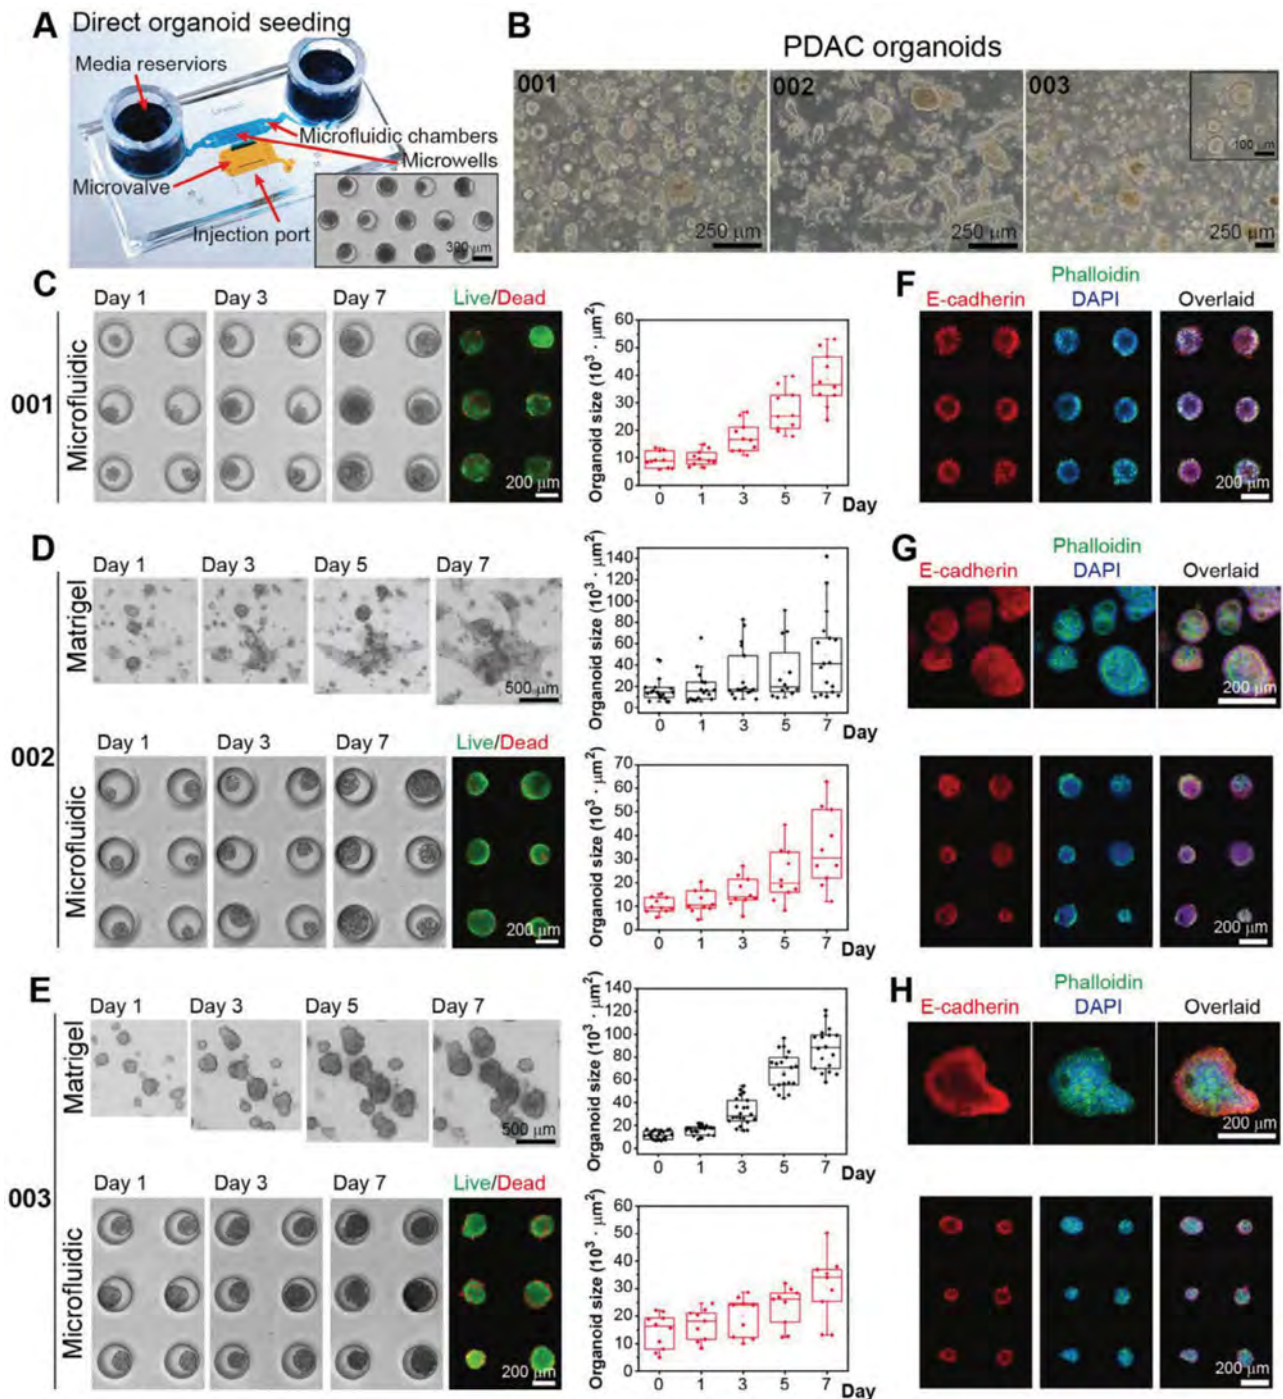 A Direct organoid seeding
Media reserviors
Microfluidic chambers
Microwells
Microvalve
Injection port
300 µm
B
PDAC organoids
001
002
003
100 µm
250 µm
250 µm
250 µm
C
001
Microfluidic
Day 1
Day 3
Day 7
Live/Dead
200 µm
Organoid size (10³ · µm²)
60
50
40
30
20
10
0
0 1 3 5 7 Day
F
E-cadherin
Phalloidin
DAPI
Overlaid
200 µm
D
002
Matrigel
Day 1
Day 3
Day 5
Day 7
500 µm
Organoid size (10³ · µm²)
140
120
100
80
60
40
20
0
0 1 3 5 7
Microfluidic
Day 1
Day 3
Day 7
Live/Dead
200 µm
Organoid size (10³ · µm²)
70
60
50
40
30
20
10
0
0 1 3 5 7 Day
G
E-cadherin
Phalloidin
DAPI
Overlaid
200 µm
200 µm
E
003
Matrigel
Day 1
Day 3
Day 5
Day 7
500 µm
Organoid size (10³ · µm²)
140
120
100
80
60
40
20
0
0 1 3 5 7 Day
Microfluidic
Day 1
Day 3
Day 7
Live/Dead
200 µm
Organoid size (10³ · µm²)
60
50
40
30
20
10
0
0 1 3 5 7 Day
H
E-cadherin
Phalloidin
DAPI
Overlaid
200 µm
200 µm